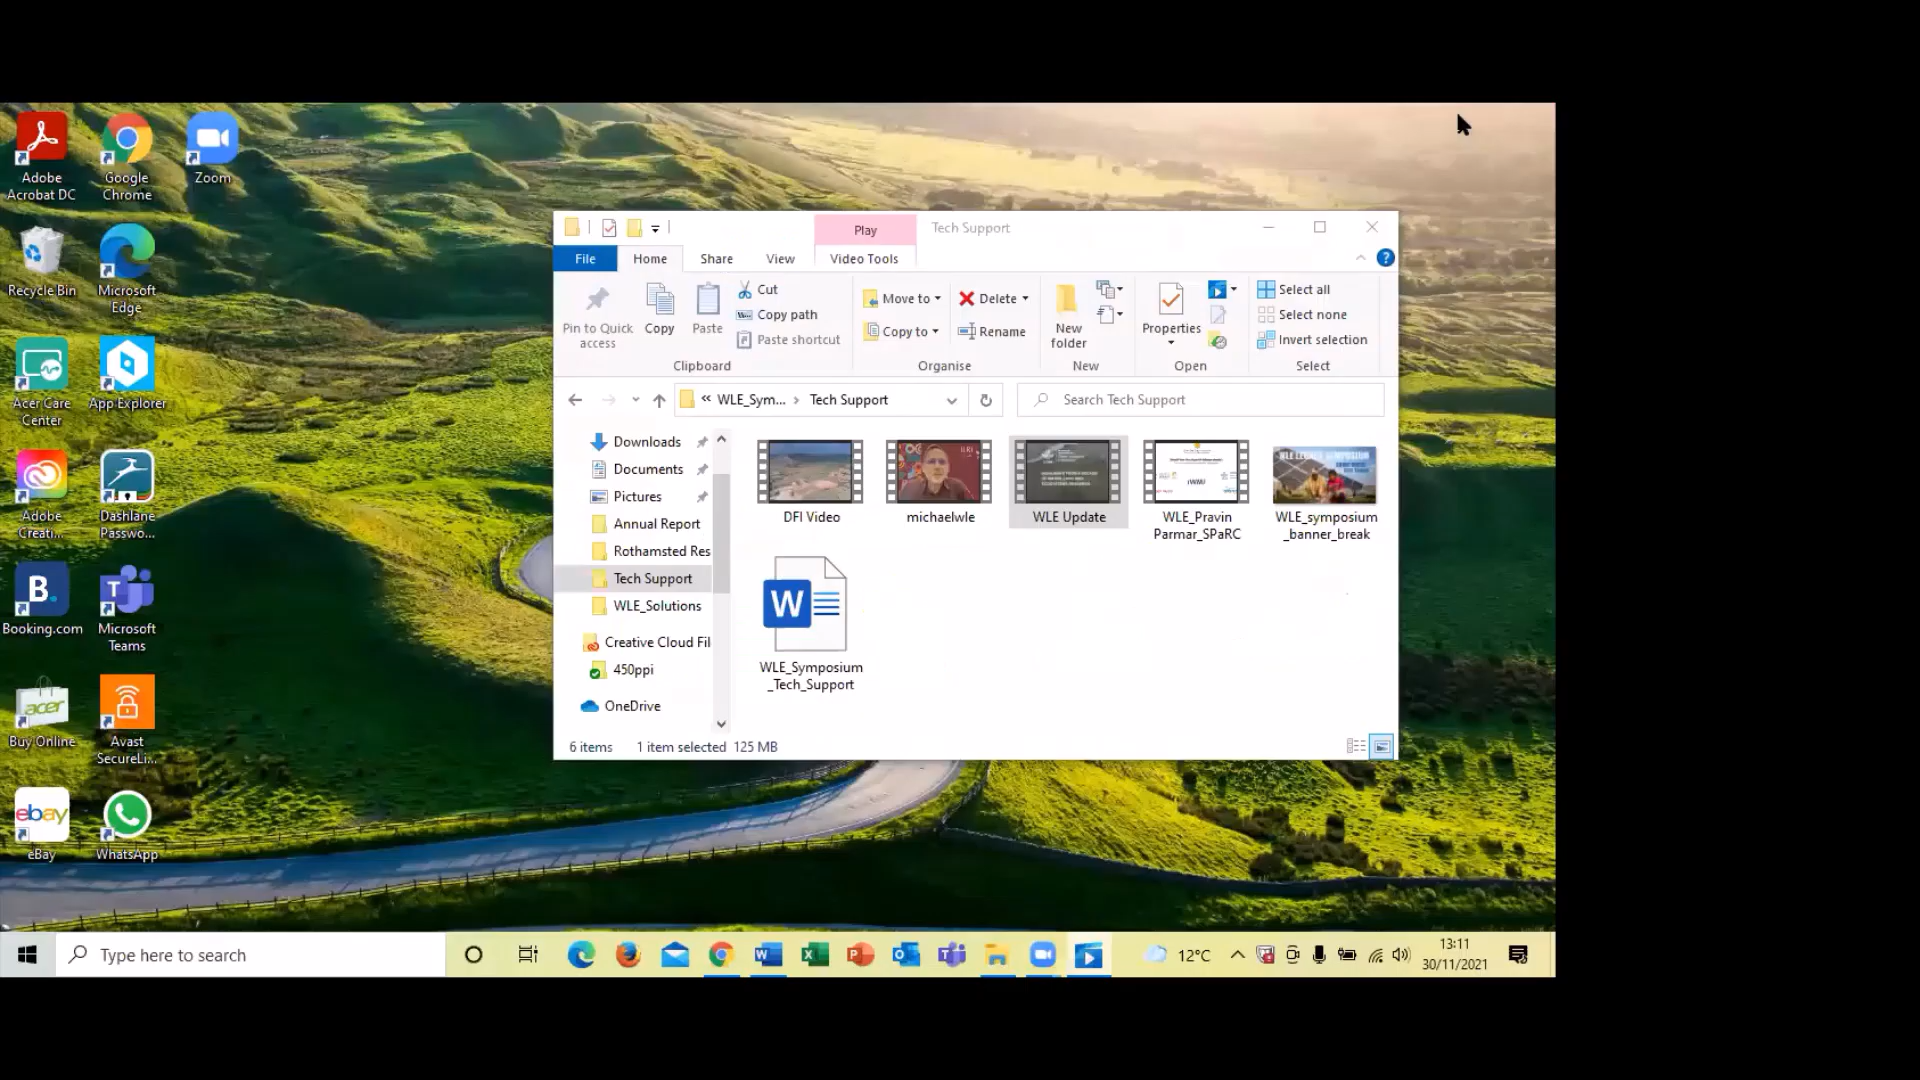 Adobe
Acrobat DC
Google
Chrome
Zoom
Recycle Bin
Microsoft
Edge
Acer Care
Center
App Explorer
Adobe
Creati...
Dashlane
Passwo...
B.
Booking.com
Microsoft
Teams
acer
Buy Online
Avast
SecureLi...
ebay
eBay
WhatsApp
Play
Tech Support
File
Home
Share
View
Video Tools
Pin to Quick
access
Copy
Paste
Cut
Copy path
Paste shortcut
Clipboard
Move to
Copy to
Delete
Rename
Organise
New
folder
New
Properties
Open
Select all
Select none
Invert selection
Select
« WLE_Sym... › Tech Support
Search Tech Support
Downloads
Documents
Pictures
Annual Report
Rothamsted Res
Tech Support
WLE_Solutions
Creative Cloud Fil
450ppi
OneDrive
DFI Video
michaelwle
WLE Update
WLE_Pravin
Parmar_SPaRC
WLE_symposium
_banner_break
W
WLE_Symposium
_Tech_Support
6 items
1 item selected 125 MB
Type here to search
12°C
13:11
30/11/2021